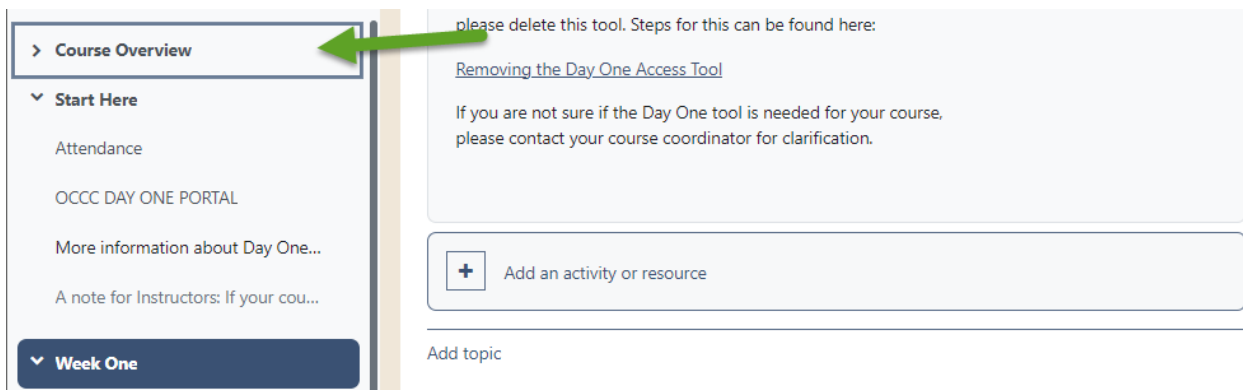 Course Overview
Start Here
Attendance
OCCC DAY ONE PORTAL
More information about Day One...
A note for Instructors: If your cou...
Week One
please delete this tool. Steps for this can be found here:
Removing the Day One Access Tool
If you are not sure if the Day One tool is needed for your course,
please contact your course coordinator for clarification.
Add an activity or resource
Add topic